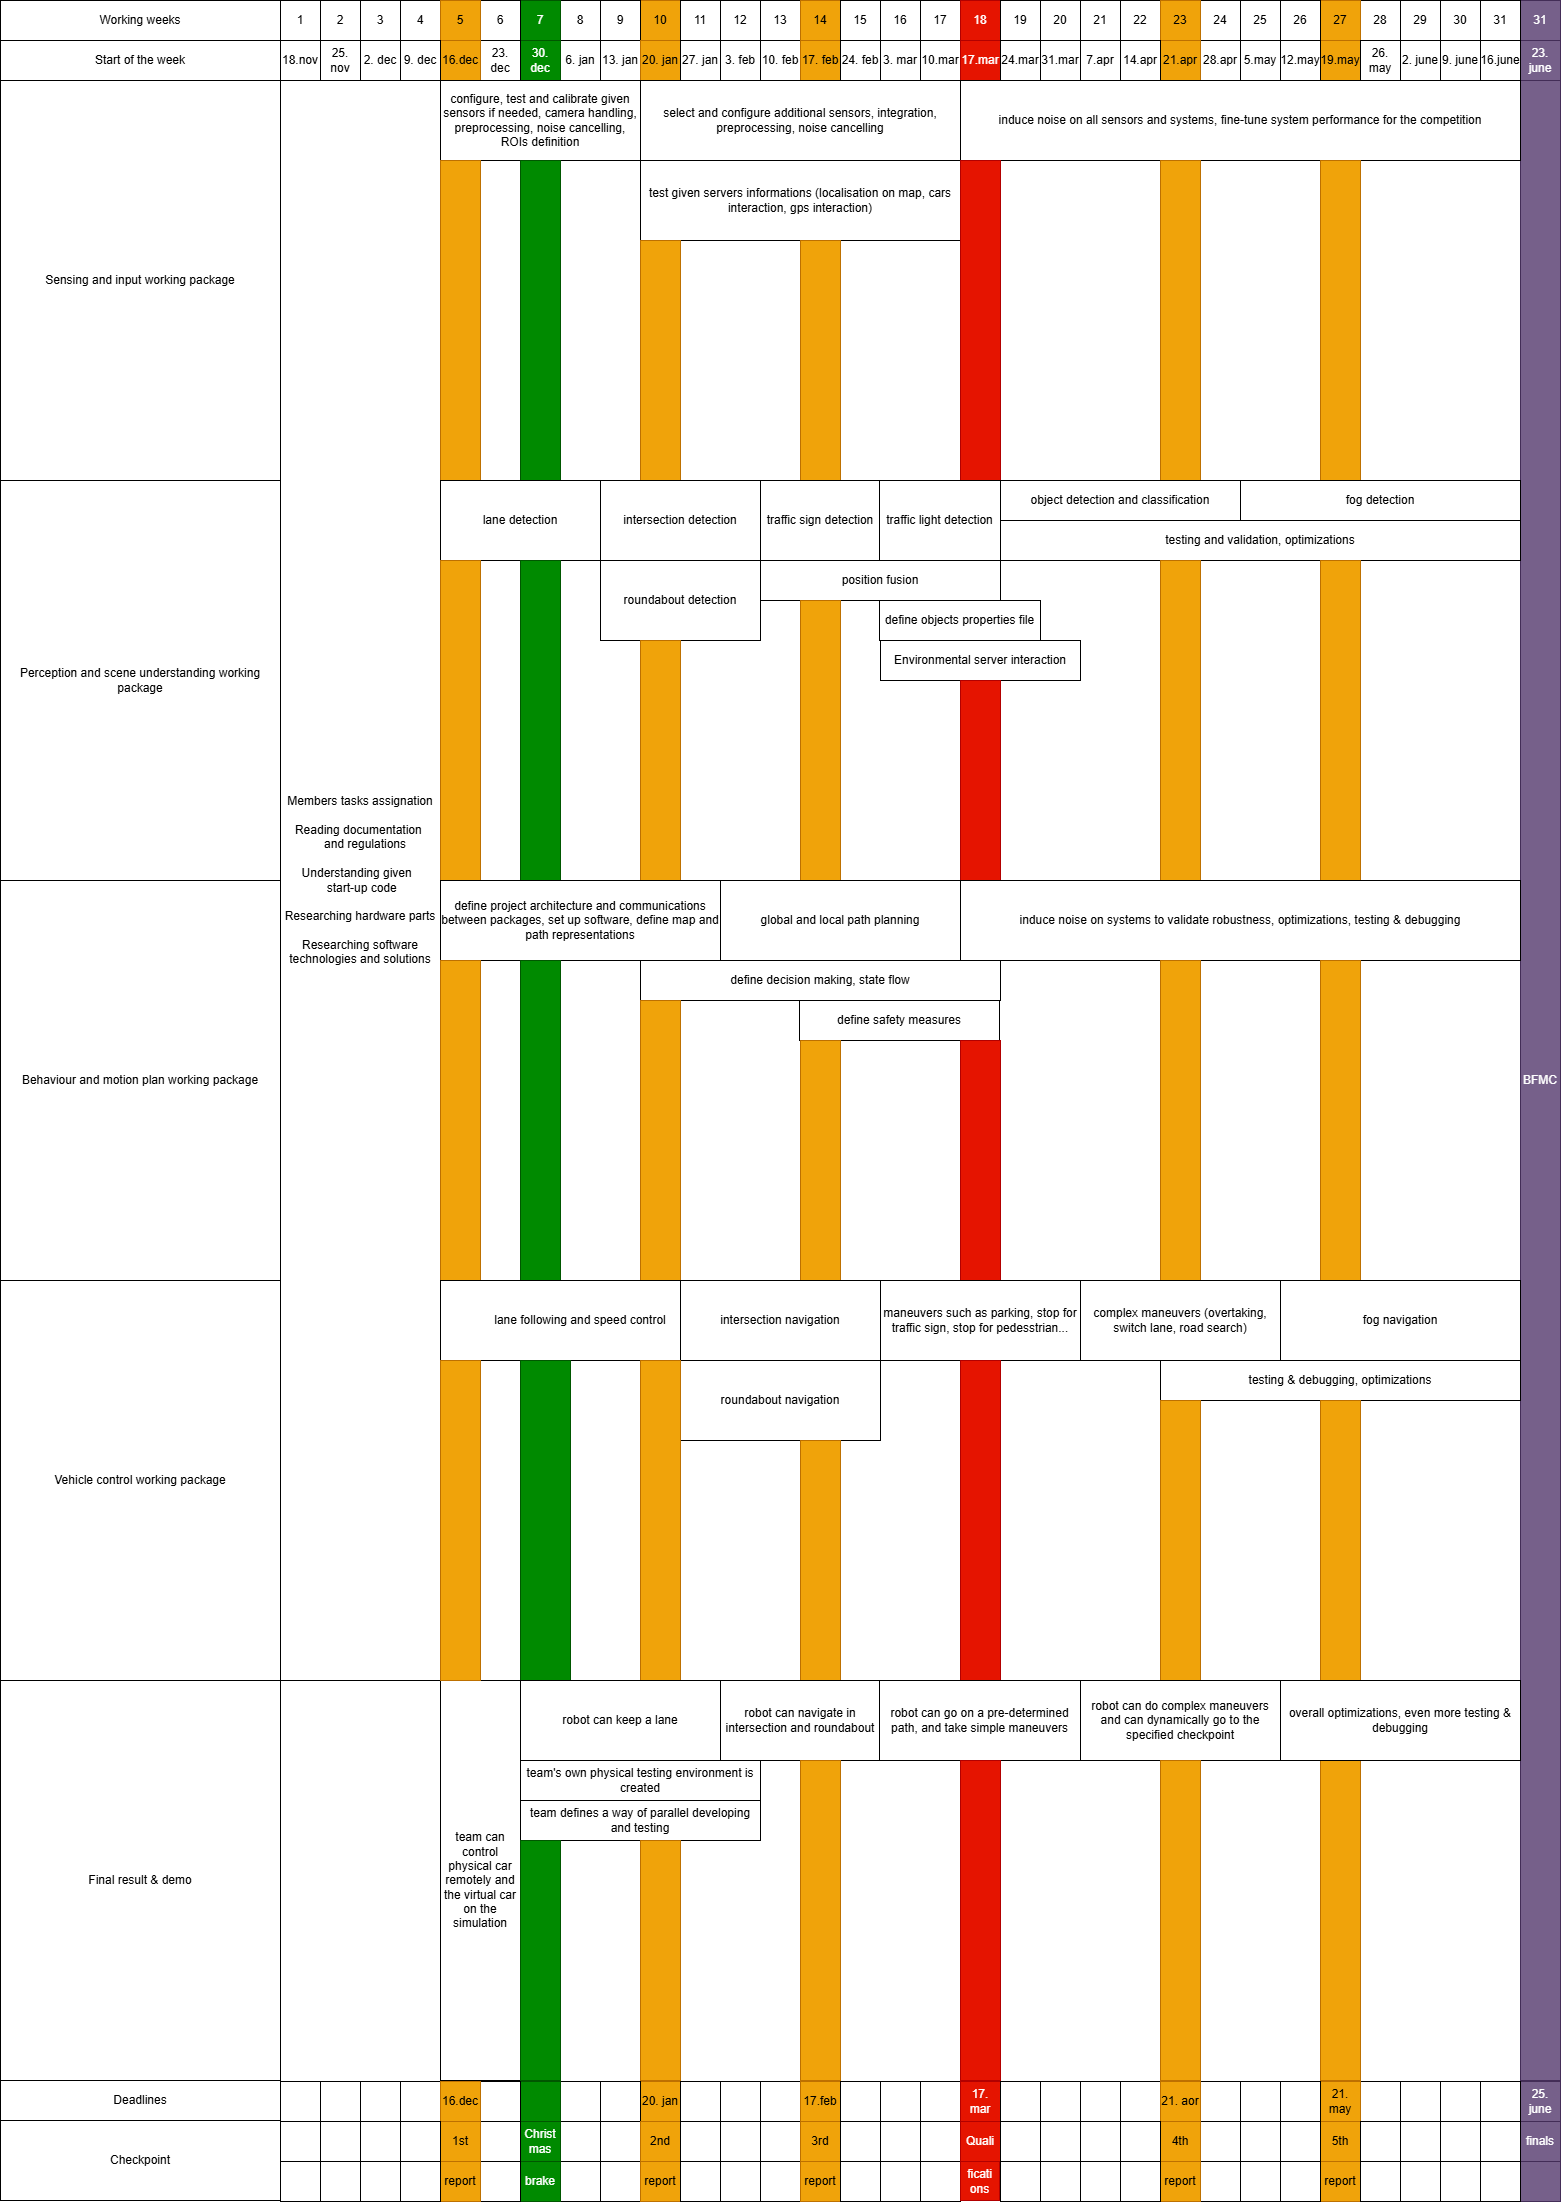 Working weeks 1 2 3 4 5 6 7 8 9 10 11 12 13 14 15 16 17 18 19 20 21 22 23 24 25 26 27 28 29 30 31 31
Start of the week 18.nov 25. nov 2. dec 9. dec 16.dec 23. dec 30. dec 6. jan 13. jan 20. jan 27. jan 3. feb 10. feb 17. feb 24. feb 3. mar 10.mar 17.mar 24.mar 31.mar 7.apr 14.apr 21.apr 28.apr 5.may 12.may 19.may 26. may 2. june 9. june 16.june 23. june
Sensing and input working package
configure, test and calibrate given
sensors if needed, camera handling,
preprocessing, noise cancelling,
ROIs definition
select and configure additional sensors, integration,
preprocessing, noise cancelling
induce noise on all sensors and systems, fine-tune system performance for the competition
test given servers informations (localisation on map, cars
interaction, gps interaction)
Perception and scene understanding working
package
lane detection
intersection detection
traffic sign detection
traffic light detection
object detection and classification
fog detection
testing and validation, optimizations
roundabout detection
position fusion
define objects properties file
Environmental server interaction
Members tasks assignation
Reading documentation
and regulations
Understanding given
start-up code
Researching hardware parts
Researching software
technologies and solutions
Behaviour and motion plan working package
define project architecture and communications
between packages, set up software, define map and
path representations
global and local path planning
induce noise on systems to validate robustness, optimizations, testing & debugging
define decision making, state flow
define safety measures
BFMC
Vehicle control working package
lane following and speed control
intersection navigation
maneuvers such as parking, stop for
traffic sign, stop for pedesstrian...
complex maneuvers (overtaking,
switch lane, road search)
fog navigation
roundabout navigation
testing & debugging, optimizations
Final result & demo
team can
control
physical car
remotely and
the virtual car
on the
simulation
robot can keep a lane
robot can navigate in
intersection and roundabout
robot can go on a pre-determined
path, and take simple maneuvers
robot can do complex maneuvers
and can dynamically go to the
specified checkpoint
overall optimizations, even more testing &
debugging
team's own physical testing environment is
created
team defines a way of parallel developing
and testing
Deadlines 16.dec 20. jan 17.feb 17. mar 21. aor 21. may 25. june
Checkpoint
1st Christ mas 2nd 3rd Quali 4th 5th finals
report brake report report ficati ons report report